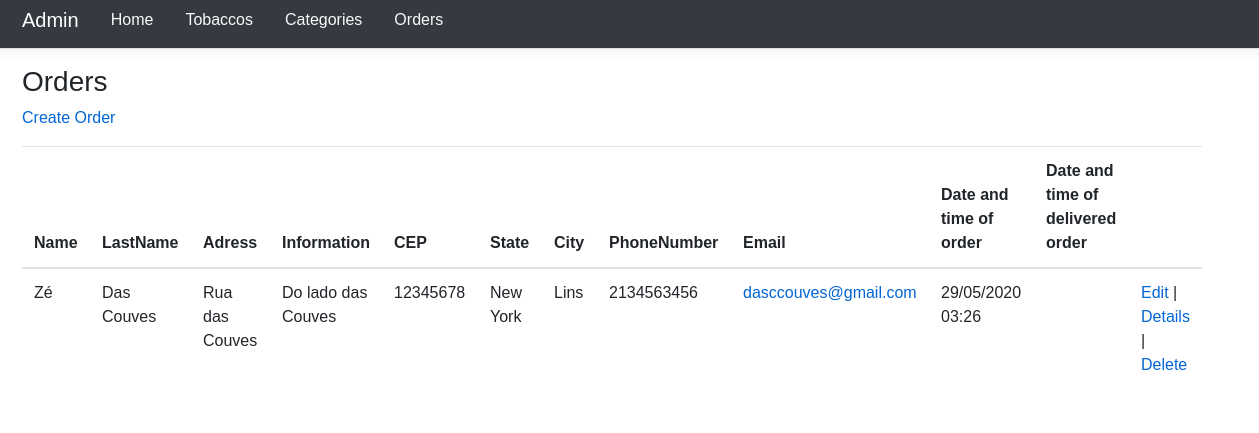 Admin Home Tobaccos Categories Orders
Orders
Create Order
Name LastName Adress Information CEP State City PhoneNumber Email Date and time of order Date and time of delivered order
Zé Das Couves Rua das Couves Do lado das Couves 12345678 New York Lins 2134563456 dasccouves@gmail.com 29/05/2020 03:26 Edit | Details | Delete